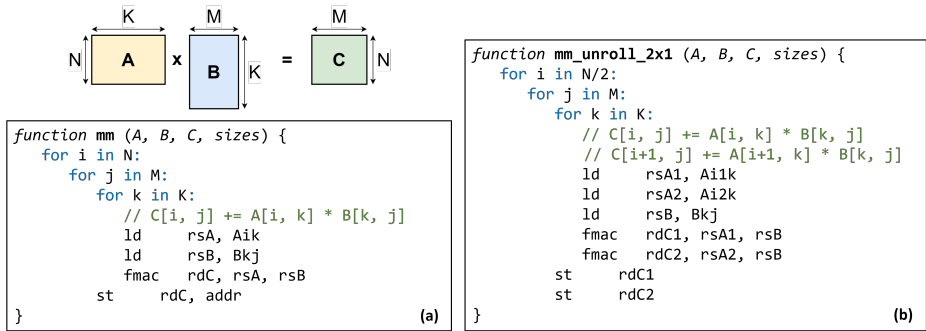 K
M
M
N
A
x
B
K
=
C
N
function mm (A, B, C, sizes) {
for i in N:
for j in M:
for k in K:
// C[i, j] += A[i, k] * B[k, j]
ld rsA, Aik
ld rsB, Bkj
fmac rdC, rsA, rsB
st rdC, addr
}
(a)
function mm_unroll_2x1 (A, B, C, sizes) {
for i in N/2:
for j in M:
for k in K:
// C[i, j] += A[i, k] * B[k, j]
// C[i+1, j] += A[i+1, k] * B[k, j]
ld rsA1, Ai1k
ld rsA2, Ai2k
ld rsB, Bkj
fmac rdC1, rsA1, rsB
fmac rdC2, rsA2, rsB
st rdC1
st rdC2
}
(b)